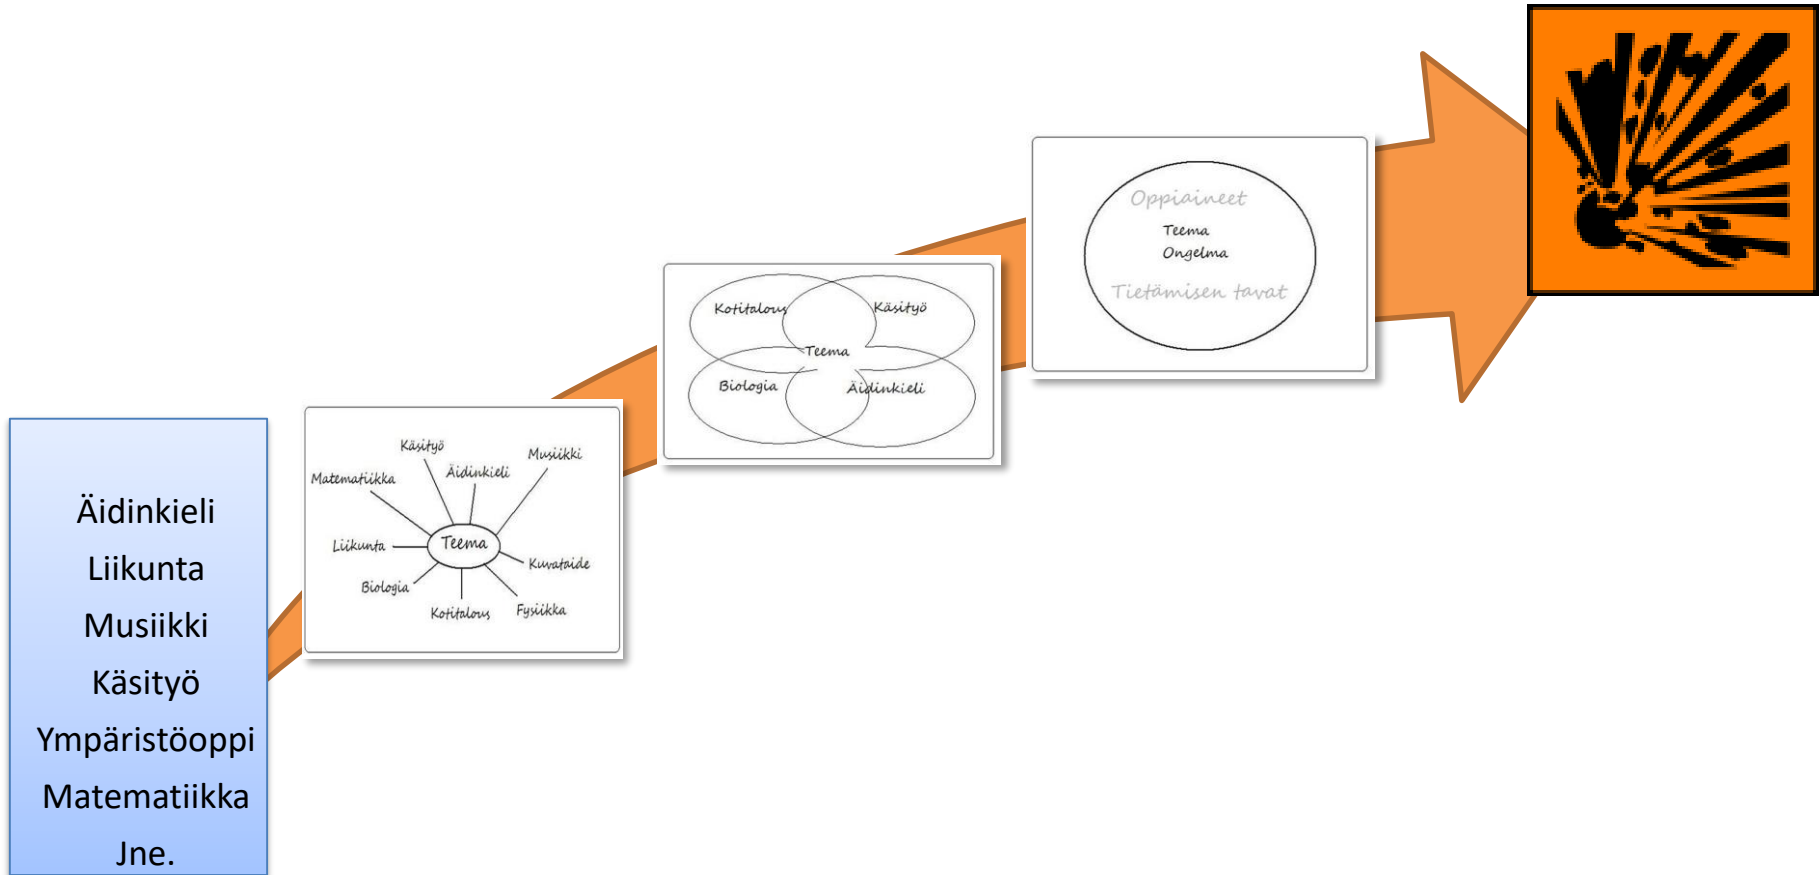 Äidinkieli
Liikunta
Musiikki
Käsityö
Ympäristöoppi
Matematiikka
Jne.
Käsityö
Musiikki
Äidinkieli
Matematiikka
Teema
Liikunta
Kuvataide
Biologia
Kotitalous
Fysiikka
Kotitalous
Käsityö
Teema
Biologia
Äidinkieli
Oppiaineet
Teema
Ongelma
Tietämisen tavat